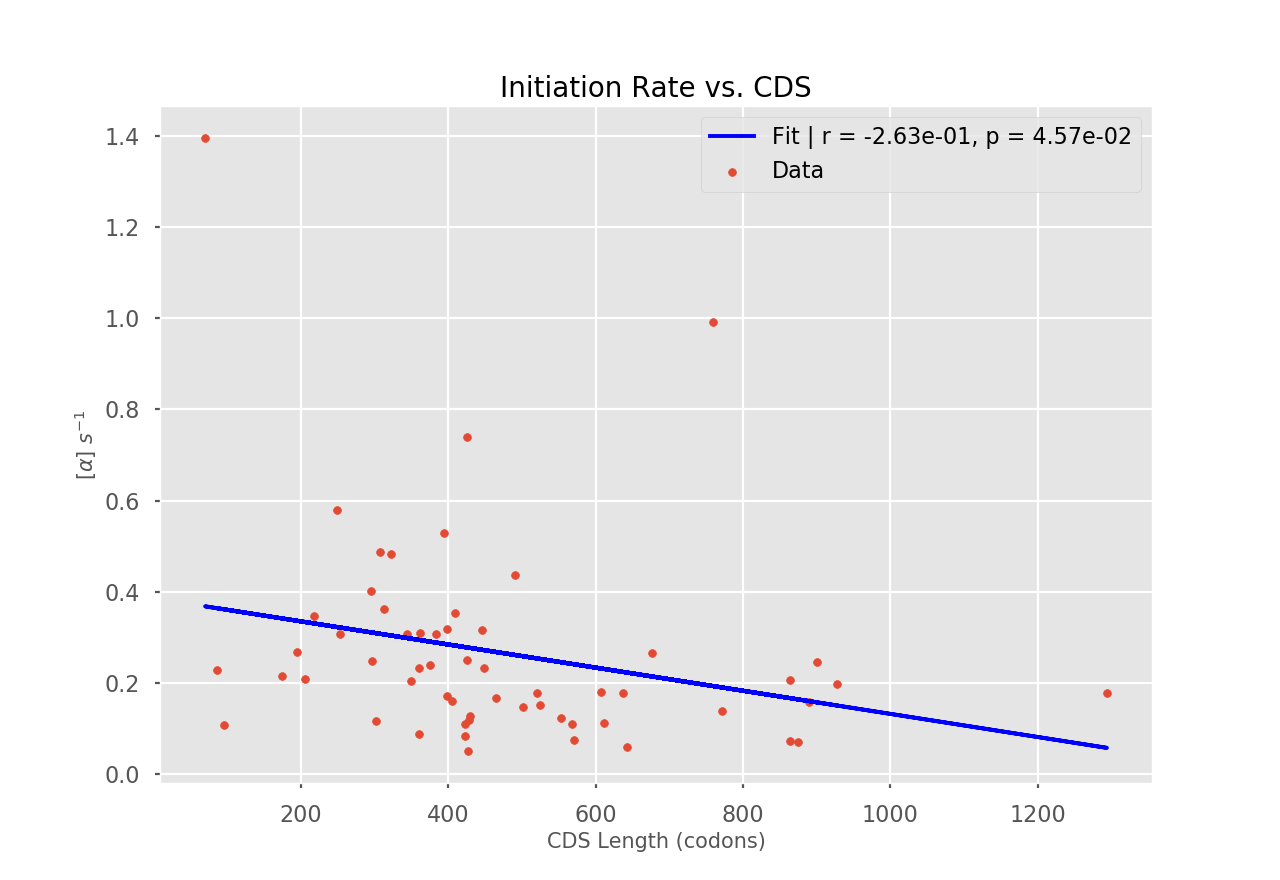 Initiation Rate vs. CDS
Fit | r = -2.63e-01, p = 4.57e-02
Data
1.4
1.2
1.0
0.8
0.6
0.4
0.2
0.0
[α] s⁻¹
200 400 600 800 1000 1200
CDS Length (codons)